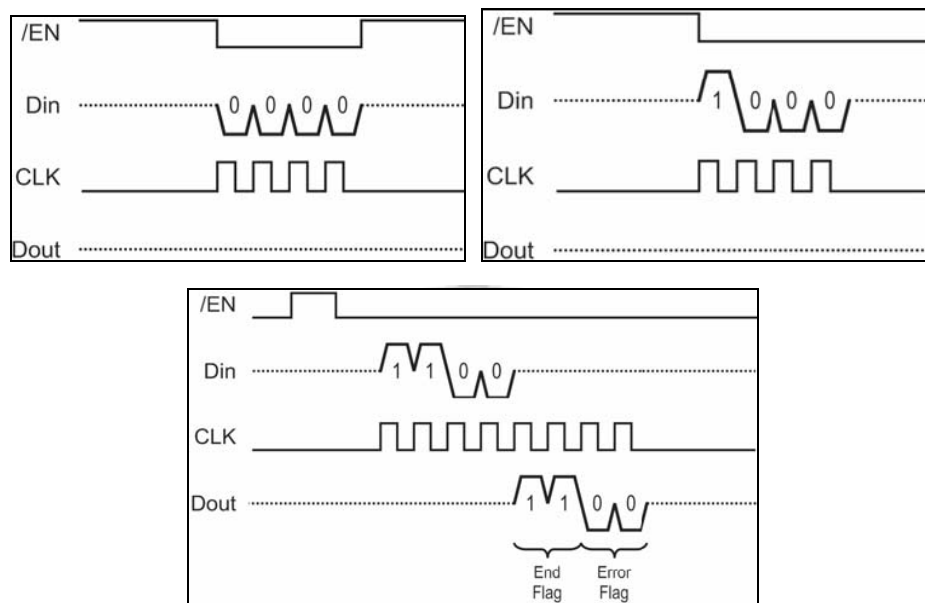 /EN
Din 0 0 0 0
CLK
Dout
/EN
Din 1 0 0 0
CLK
Dout
/EN
Din 1 1 0 0
CLK
Dout 1 1 0 0
End Error
Flag Flag